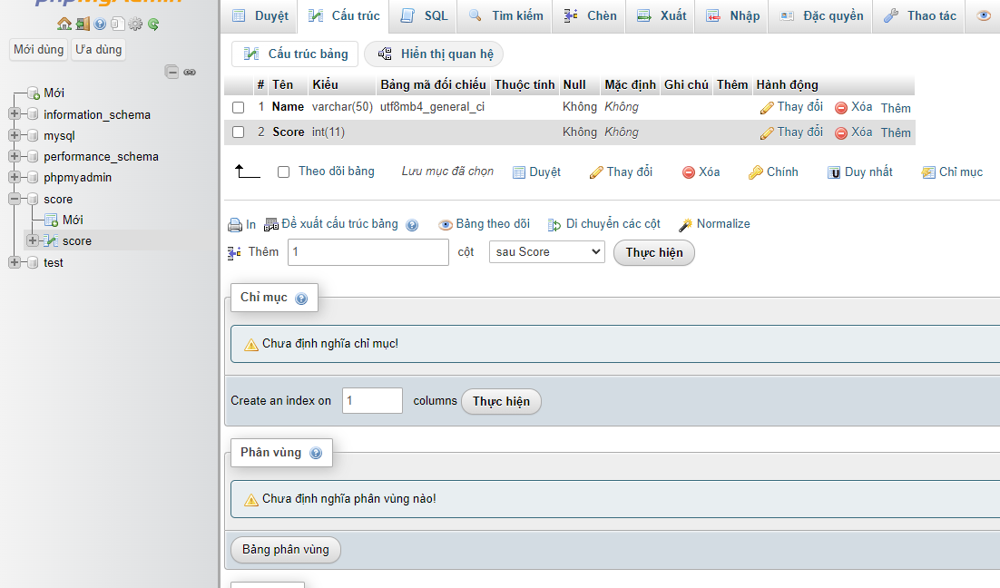 phpMyAdmin
Mới dùng Ưa dùng
Mới
information_schema
mysql
performance_schema
phpmyadmin
score
Mới
score
test
Duyệt Cấu trúc SQL Tìm kiếm Chèn Xuất Nhập Đặc quyền Thao tác
Cấu trúc bảng Hiển thị quan hệ
# Tên Kiểu Bảng mã đối chiếu Thuộc tính Null Mặc định Ghi chú Thêm Hành động
1 Name varchar(50) utf8mb4_general_ci Không Không Thay đổi Xóa Thêm
2 Score int(11) Không Không Thay đổi Xóa Thêm
Theo dõi bảng Lưu mục đã chọn Duyệt Thay đổi Xóa Chính Duy nhất Chỉ mục
In Đề xuất cấu trúc bảng Bảng theo dõi Di chuyển các cột Normalize
Thêm 1 cột sau Score Thực hiện
Chỉ mục
Chưa định nghĩa chỉ mục!
Create an index on 1 columns Thực hiện
Phân vùng
Chưa định nghĩa phân vùng nào!
Bảng phân vùng